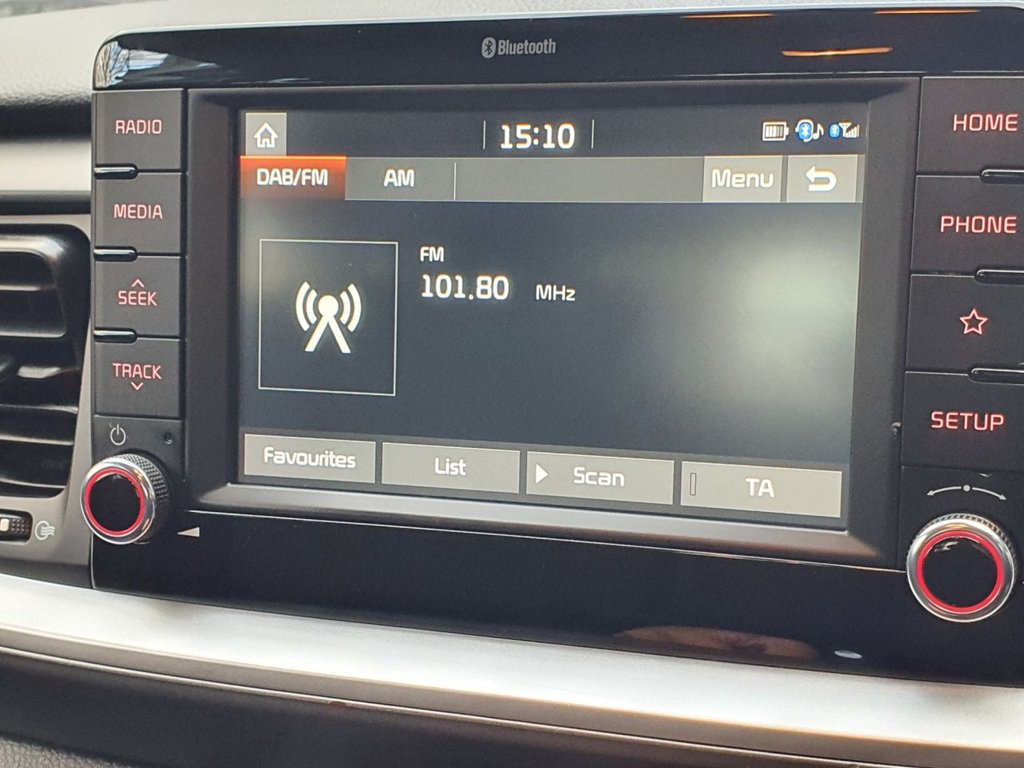 Bluetooth
RADIO
MEDIA
SEEK
TRACK
15:10
DAB/FM
AM
Menu
FM
101.80 MHz
Favourites
List
Scan
TA
HOME
PHONE
SETUP